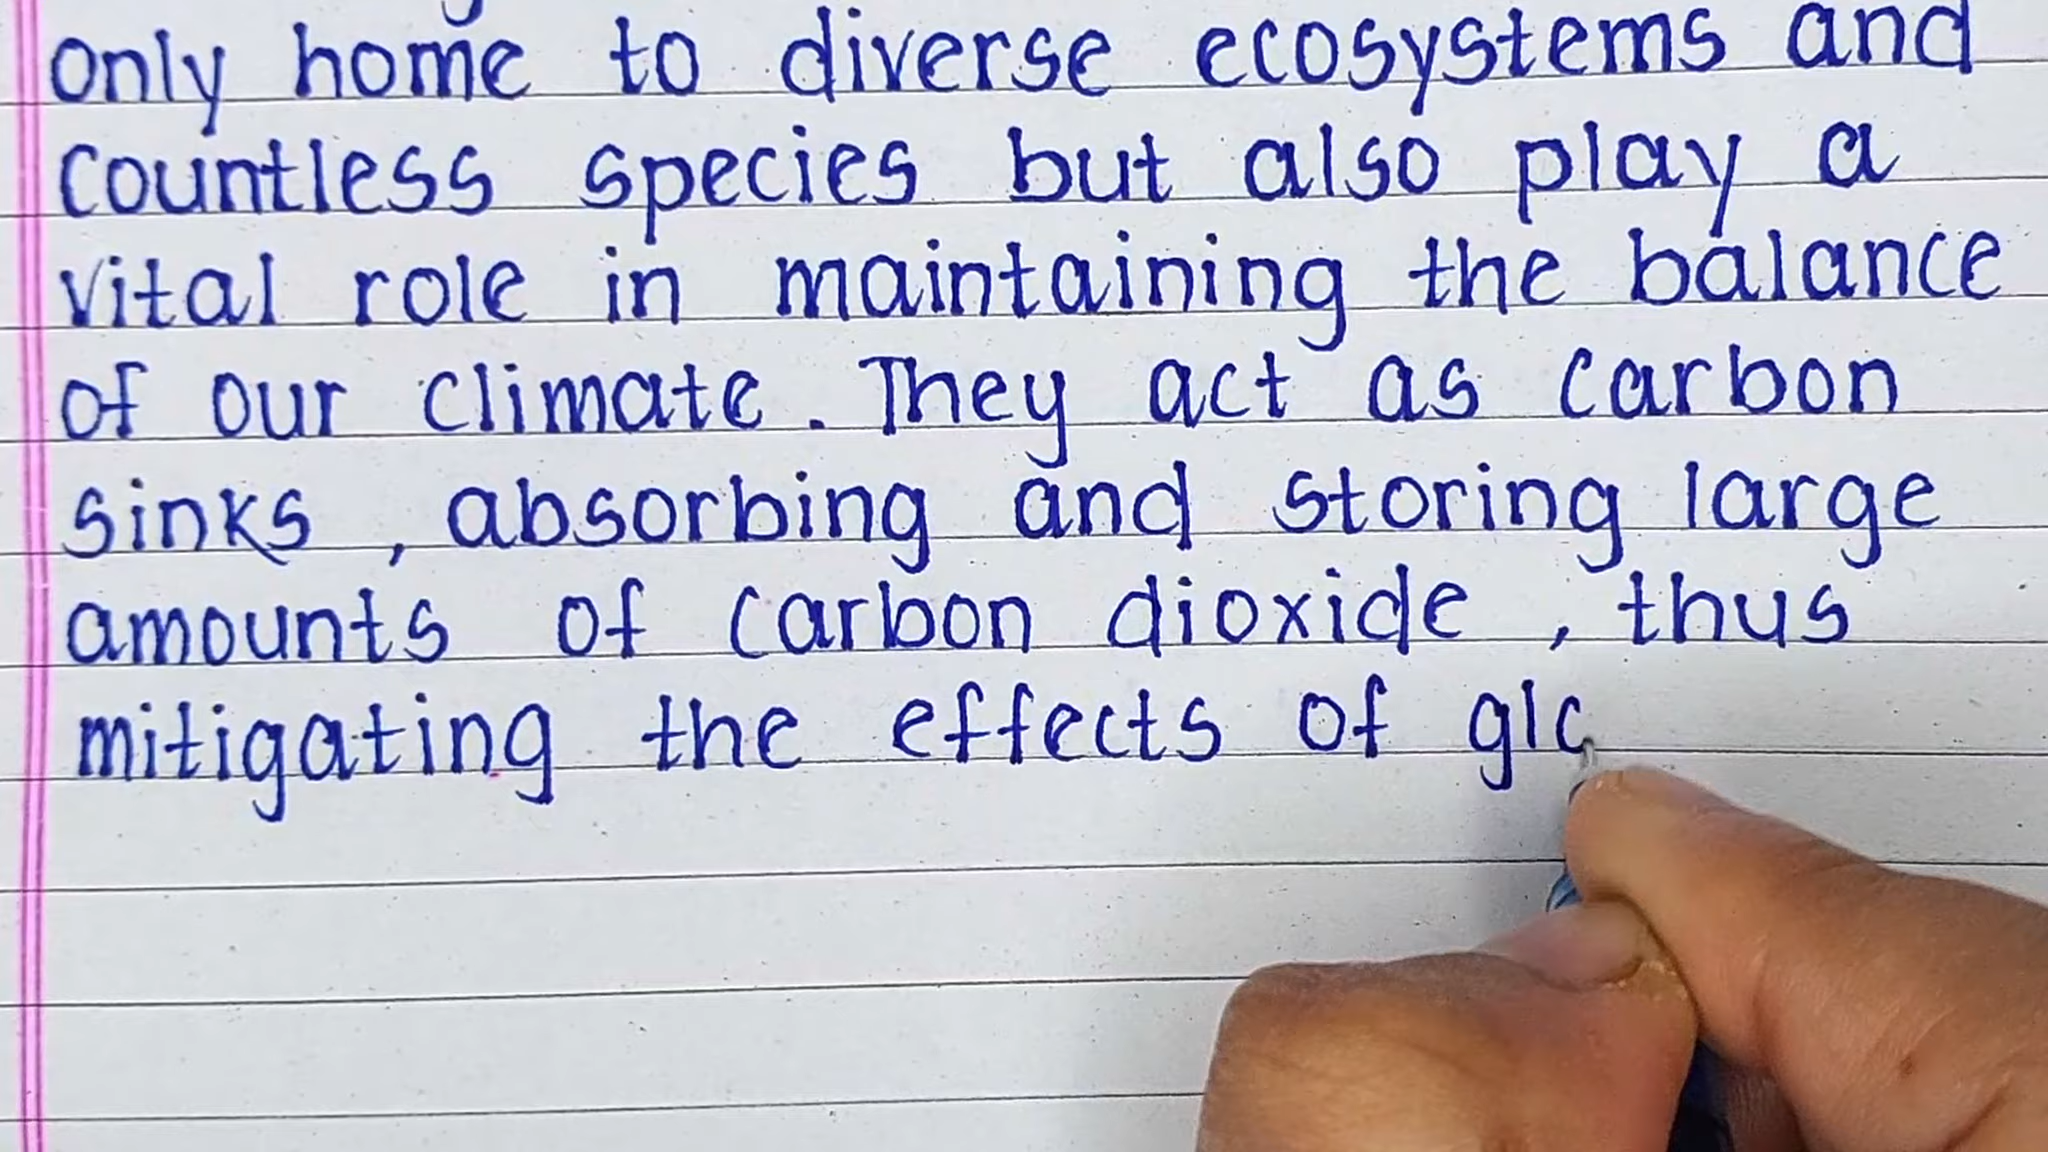 only home to diverse ecosystems and
countless species but also play a
vital role in maintaining the balance
of our climate. They act as carbon
sinks, absorbing and storing large
amounts of carbon dioxide, thus
mitigating the effects of